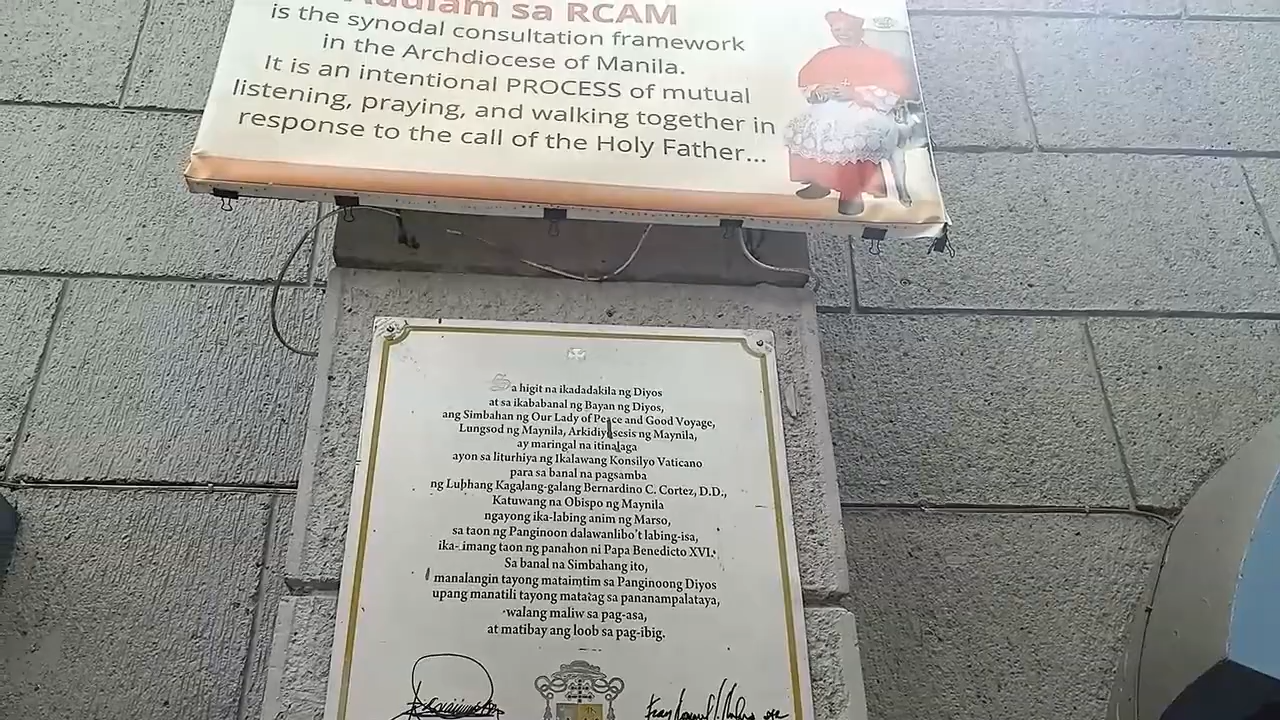 sa RCAM
is the synodal consultation framework
in the Archdiocese of Manila.
It is an intentional PROCESS of mutual
listening, praying, and walking together in
response to the call of the Holy Father...
Sa higit na ikadadakila ng Diyos
at sa ikababanal ng Bayan ng Diyos,
ang Simbahan ng Our Lady of Peace and Good Voyage,
Lungsod ng Maynila, Arkidiyosesis ng Maynila,
ay maringal na itinalaga
ayon sa liturhiya ng Ikalawang Konsilyo Vaticano
para sa banal na pagsamba
ng Lubhang Kagalang-galang Bernardino C. Cortez, D.D.,
Katuwang na Obispo ng Maynila
ngayong ika-labing anim ng Marso,
sa taon ng Panginoon dalawanlibo't labing-isa,
ika-limang taon ng panahon ni Papa Benedicto XVI.
Sa banal na Simbahang ito,
manalangin tayong mataimtim sa Panginoong Diyos
upang manatili tayong matatag sa pananampalataya,
walang maliw sa pag-asa,
at matibay ang loob sa pag-ibig.